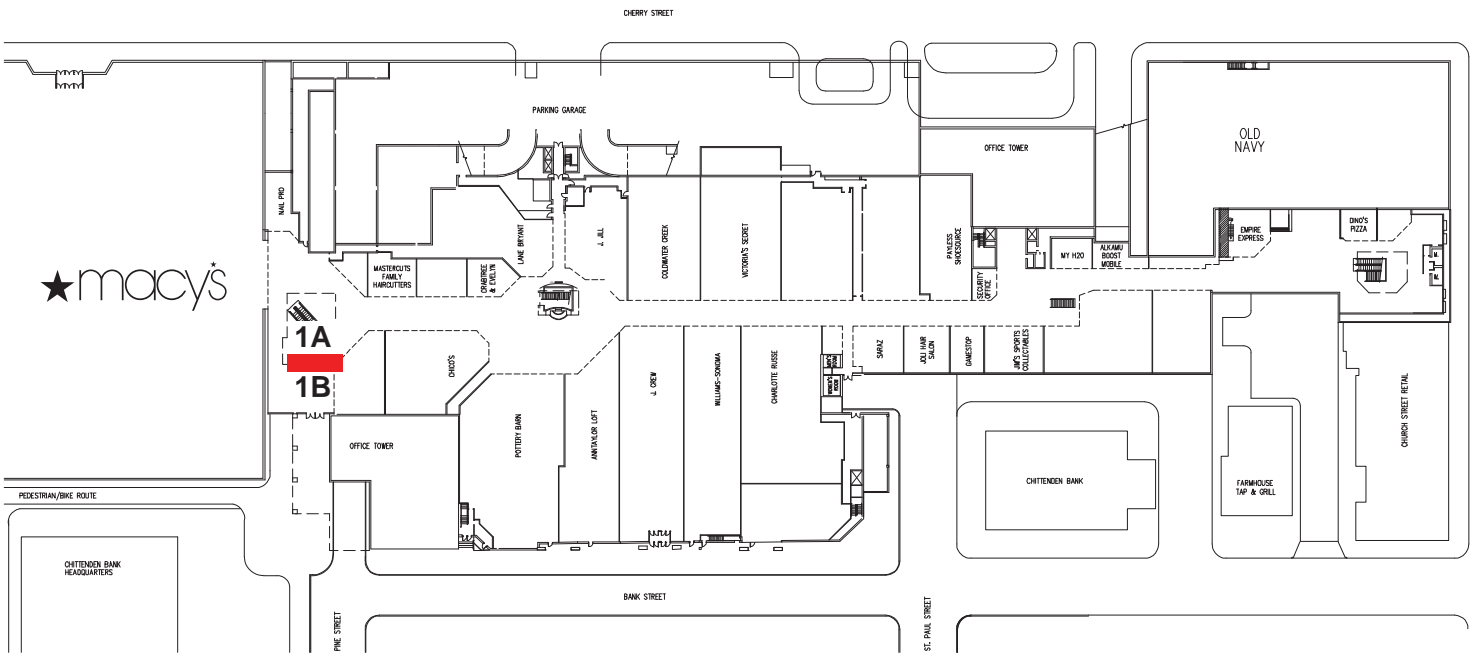 CHERRY STREET
PARKING GARAGE
OFFICE TOWER
OLD
NAVY
NAIL PRO
LANE BRYANT
J. JILL
COLDWATER CREEK
VICTORIA'S SECRET
PAYLESS
SHOESOURCE
SECURITY
OFFICE
MY H2O
ALKAMU
BOOST
MOBILE
EMPIRE
EXPRESS
DINO'S
PIZZA
macy's
MASTERCUTS
FAMILY
HAIRCUTTERS
CRABTREE
& EVELYN
1A
1B
CHICO'S
POTTERY BARN
ANNTAYLOR LOFT
J. CREW
WILLIAMS-SONOMA
CHARLOTTE RUSSE
SARAZ
JOLI HAIR
SALON
GAMESTOP
JIM'S SPORTS
COLLECTABLES
OFFICE TOWER
CHITTENDEN BANK
FARMHOUSE
TAP & GRILL
CHURCH STREET RETAIL
PEDESTRIAN/BIKE ROUTE
CHITTENDEN BANK
HEADQUARTERS
BANK STREET
PINE STREET
ST. PAUL STREET